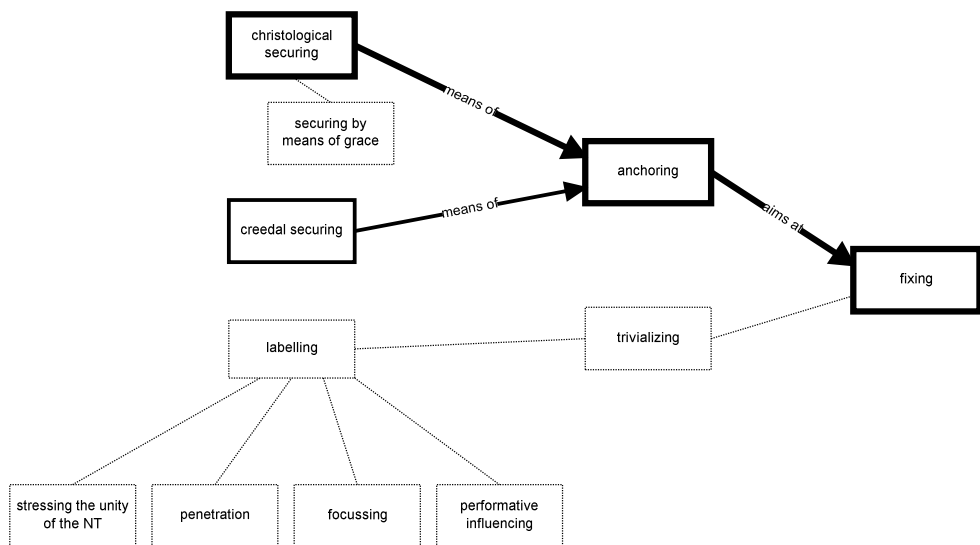 christological
securing
means of
securing by
means of grace
anchoring
creedal securing
means of
aims at
fixing
labelling
trivializing
stressing the unity
of the NT
penetration
focussing
performative
influencing